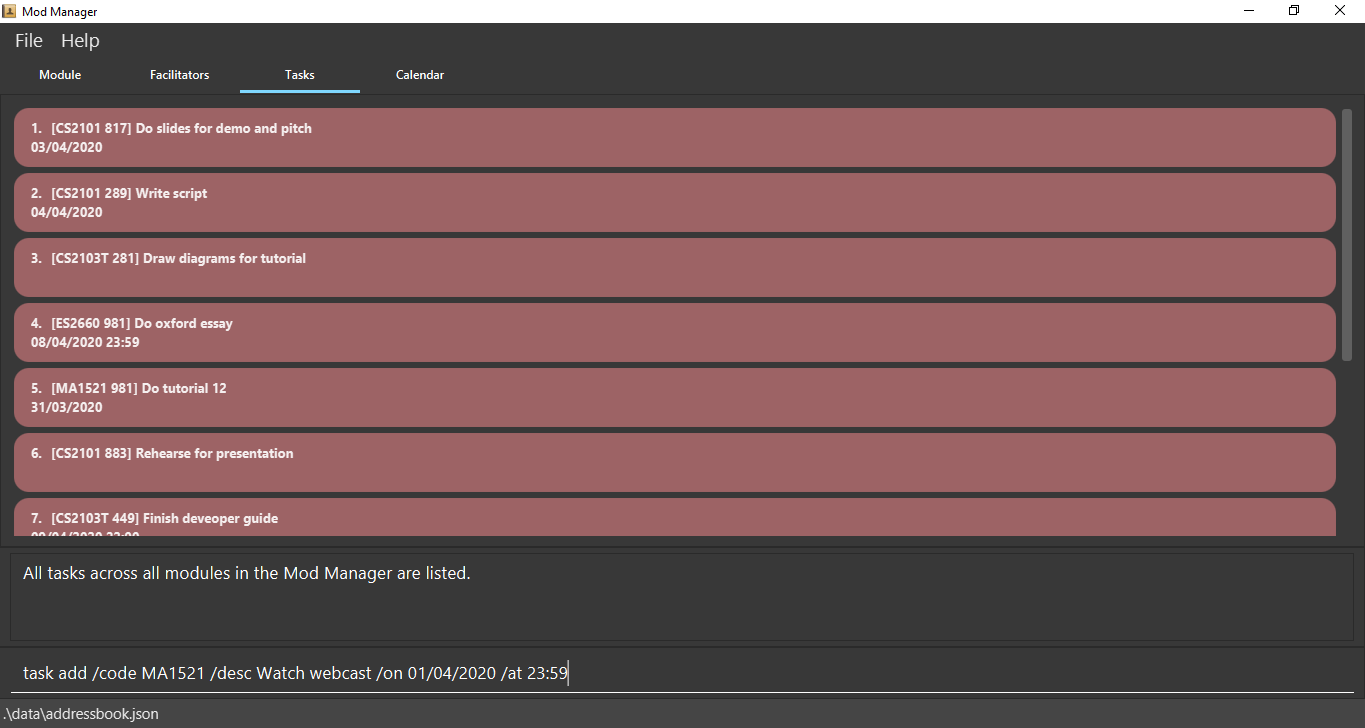 Mod Manager
File Help
Module Facilitators Tasks Calendar
1. [CS2101 817] Do slides for demo and pitch
03/04/2020
2. [CS2101 289] Write script
04/04/2020
3. [CS2103T 281] Draw diagrams for tutorial
4. [ES2660 981] Do oxford essay
08/04/2020 23:59
5. [MA1521 981] Do tutorial 12
31/03/2020
6. [CS2101 883] Rehearse for presentation
7. [CS2103T 449] Finish deveoper guide
All tasks across all modules in the Mod Manager are listed.
task add /code MA1521 /desc Watch webcast /on 01/04/2020 /at 23:59
.\data\addressbook.json